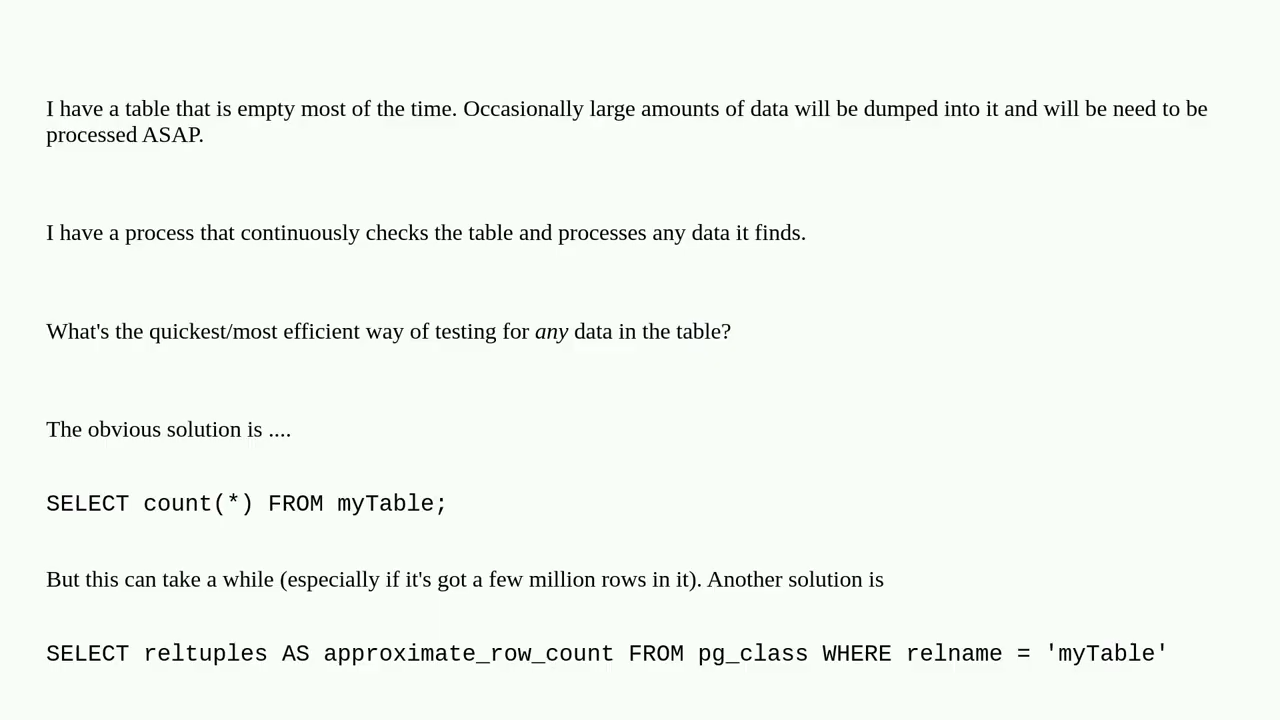 I have a table that is empty most of the time. Occasionally large amounts of data will be dumped into it and will be need to be
processed ASAP.
I have a process that continuously checks the table and processes any data it finds.
What's the quickest/most efficient way of testing for any data in the table?
The obvious solution is ....
SELECT count(*) FROM myTable;
But this can take a while (especially if it's got a few million rows in it). Another solution is
SELECT reltuples AS approximate_row_count FROM pg_class WHERE relname = 'myTable'